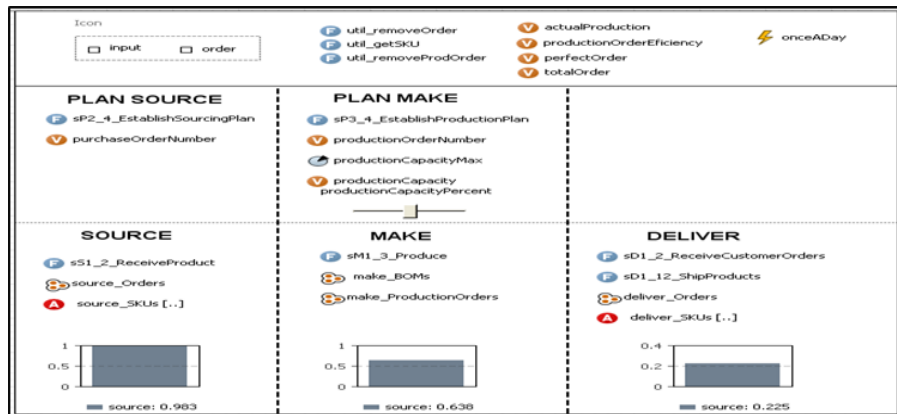 Icon
input order
util_removeOrder
util_getSKU
util_removeProdOrder
actualProduction
productionOrderEficiency
perfectOrder
totalOrder
onceADay
PLAN SOURCE
F sP2_4_EstablishSourcingPlan
V purchaseOrderNumber
PLAN MAKE
F sP3_4_EstablishProductionPlan
V productionOrderNumber
productionCapacityMax
V productionCapacity
productionCapacityPercent
SOURCE
F sS1_2_ReceiveProduct
source_Orders
A source_SKUs [..]
1
0.5
0
source: 0.983
MAKE
F sM1_3_Produce
make_BOMs
make_ProductionOrders
1
0.5
0
source: 0.638
DELIVER
F sD1_2_ReceiveCustomerOrders
F sD1_12_ShipProducts
deliver_Orders
A deliver_SKUs [..]
0.4
0.2
0
source: 0.225